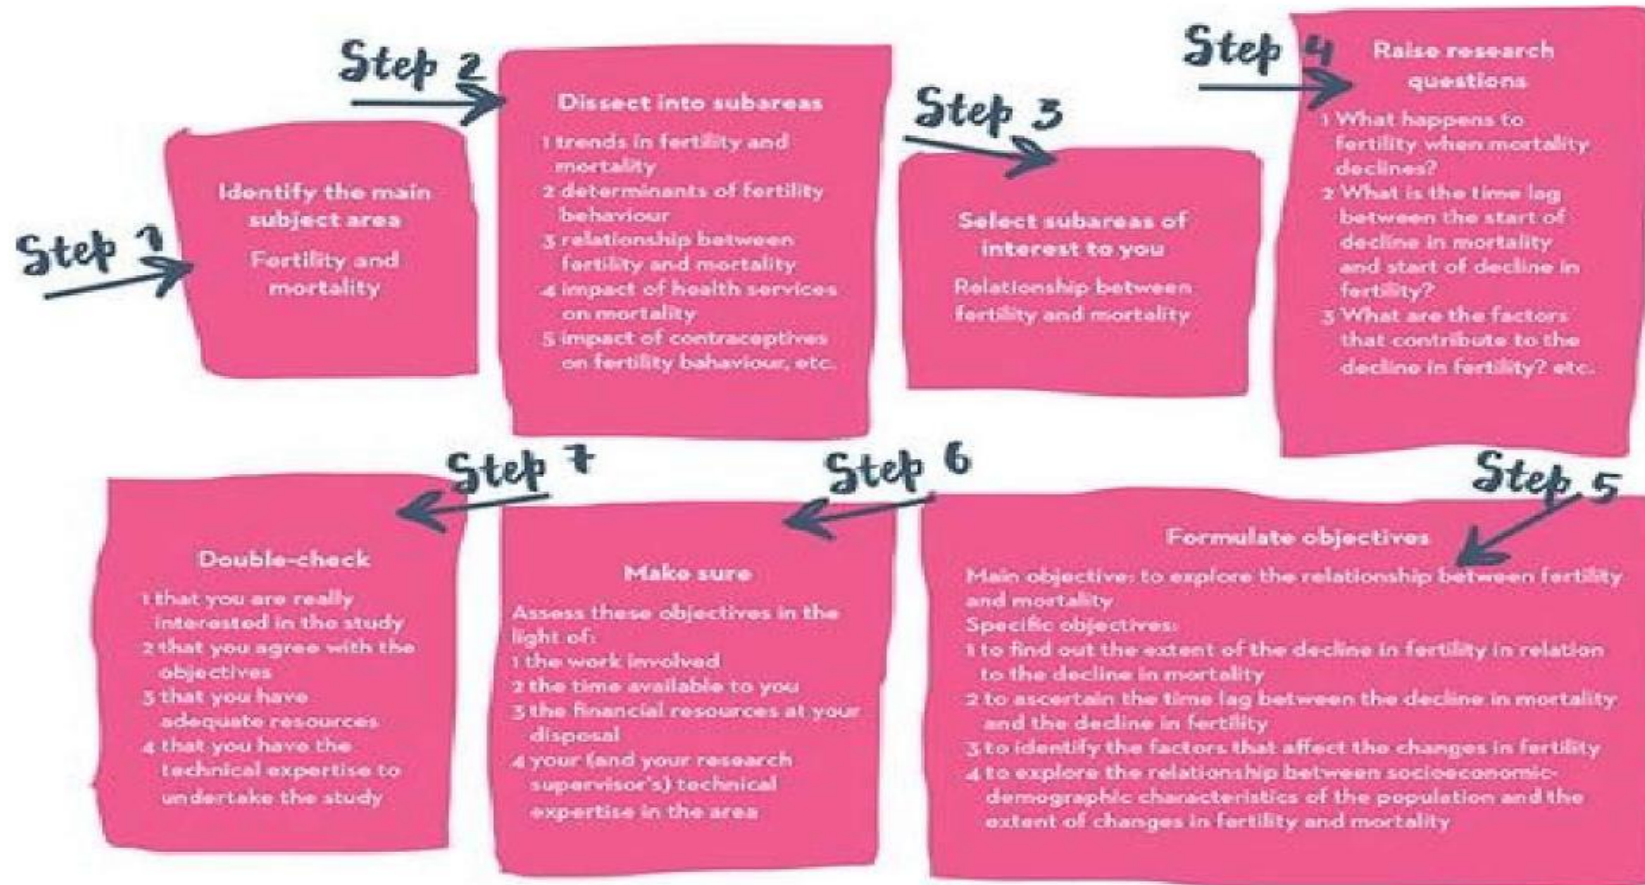 Step 1
Identify the main
subject area
Fertility and
mortality
Step 2
Dissect into subareas
1 trends in fertility and
mortality
2 determinants of fertility
behaviour
3 relationship between
fertility and mortality
4 impact of health services
on mortality
5 impact of contraceptives
on fertility bahaviour, etc.
Step 3
Select subareas of
interest to you
Relationship between
fertility and mortality
Step 4
Raise research
questions
1 What happens to
fertility when mortality
declines?
2 What is the time lag
between the start of
decline in mortality
and start of decline in
fertility?
3 What are the factors
that contribute to the
decline in fertility? etc.
Step 5
Formulate objectives
Main objective: to explore the relationship between fertility
and mortality
Specific objectives:
1 to find out the extent of the decline in fertility in relation
to the decline in mortality
2 to ascertain the time lag between the decline in mortality
and the decline in fertility
3 to identify the factors that affect the changes in fertility
4 to explore the relationship between socioeconomic-
demographic characteristics of the population and the
extent of changes in fertility and mortality
Step 6
Make sure
Assess these objectives in the
light of:
1 the work involved
2 the time available to you
3 the financial resources at your
disposal
4 your (and your research
supervisor's) technical
expertise in the area
Step 7
Double-check
1 that you are really
interested in the study
2 that you agree with the
objectives
3 that you have
adequate resources
4 that you have the
technical expertise to
undertake the study